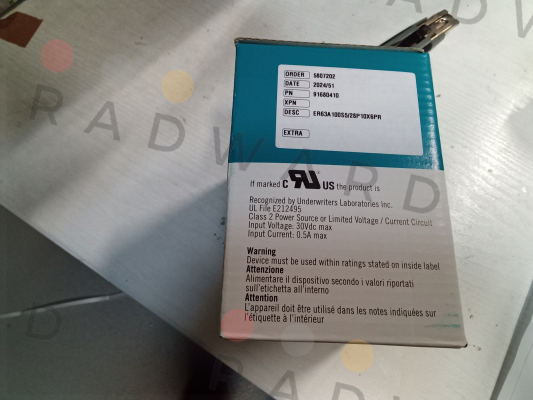 ORDER 5807202
DATE 2024/51
PN 81680410
XPN
DESC ER63A100S5/28P10X6PR
EXTRA
If marked C RU US the product is
Recognized by Underwriters Laboratories Inc.
UL File E212495
Class 2 Power Source or Limited Voltage / Current Circuit
Input Voltage: 30Vdc max
Input Current: 0.5A max
Warning
Device must be used within ratings stated on inside label
Attenzione
Alimentare il dispositivo secondo i valori riportati
sull'etichetta all'interno
Attention
L'appareil doit être utilisé dans les notes indiquées sur
l'étiquette à l'intérieur
RADWARD
RADWARD